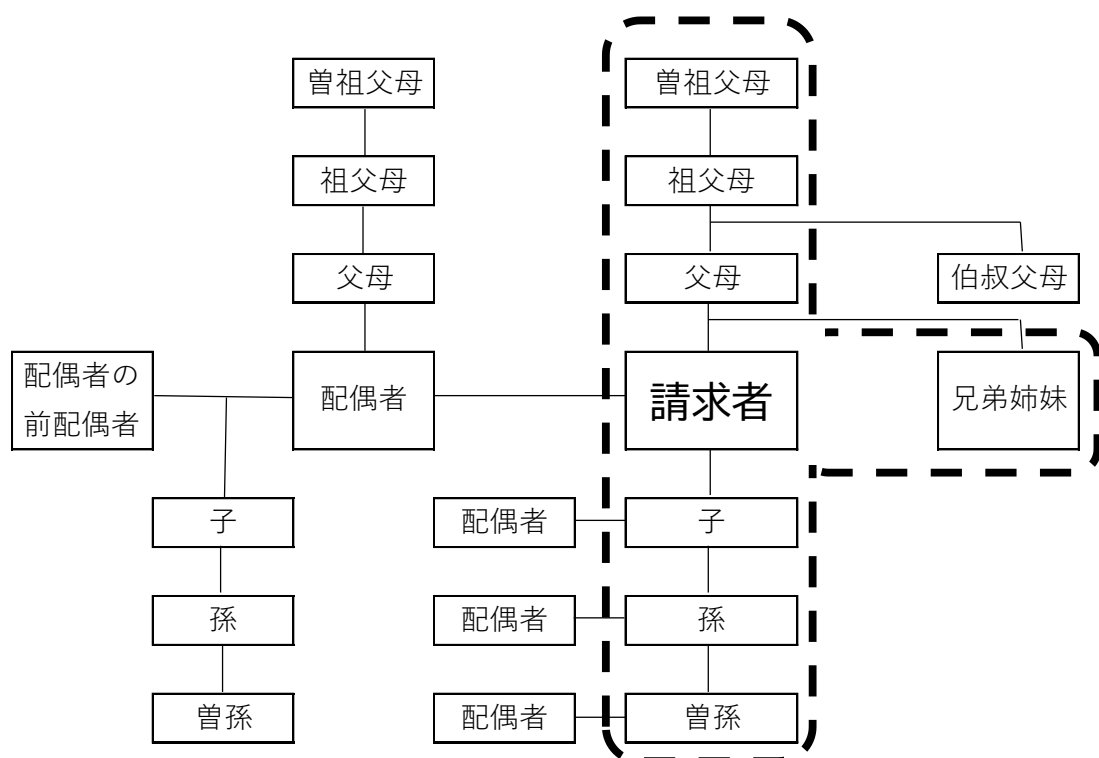 曽祖父母
曽祖父母
祖父母
祖父母
父母
父母
伯叔父母
配偶者の
前配偶者
配偶者
請求者
兄弟姉妹
子
配偶者
子
孫
配偶者
孫
曽孫
配偶者
曽孫